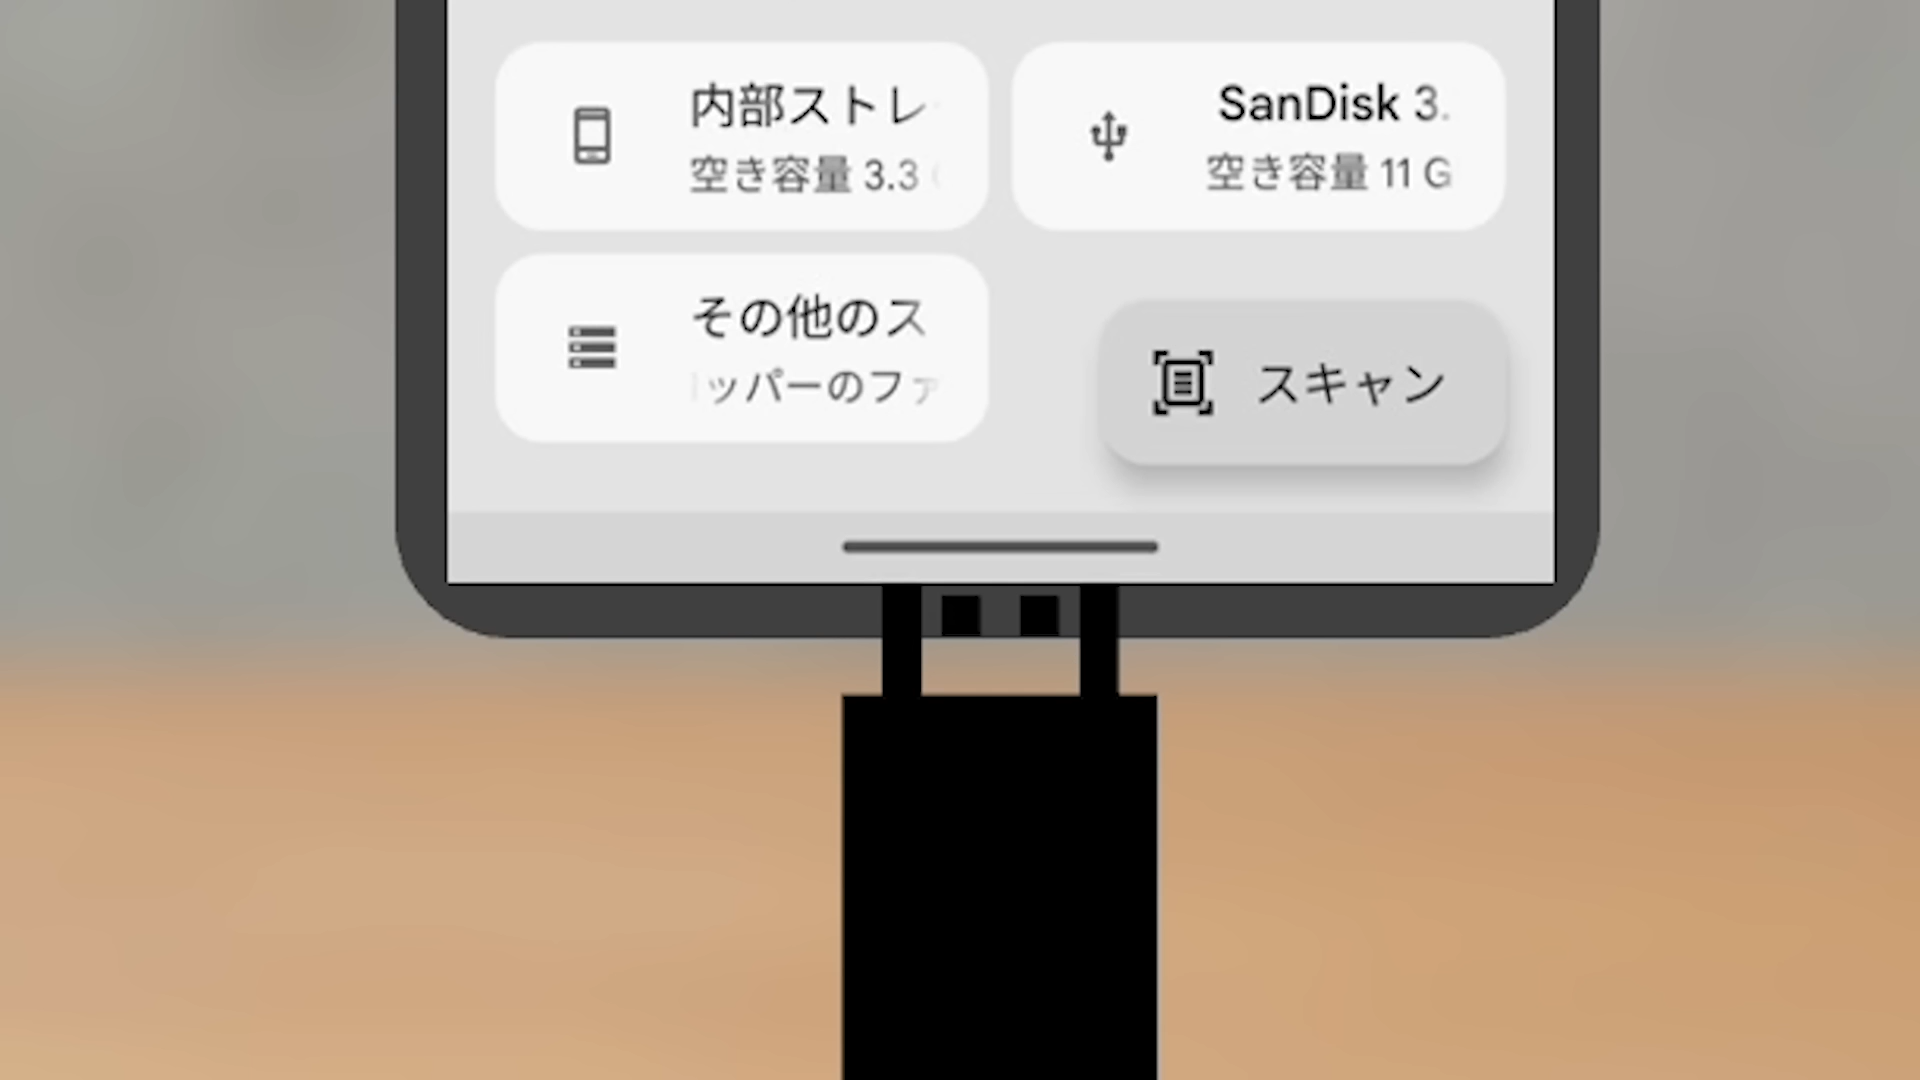 内部ストレ
空き容量 3.3
SanDisk 3.
空き容量 11 G
その他のス
ッパーのファ
スキャン